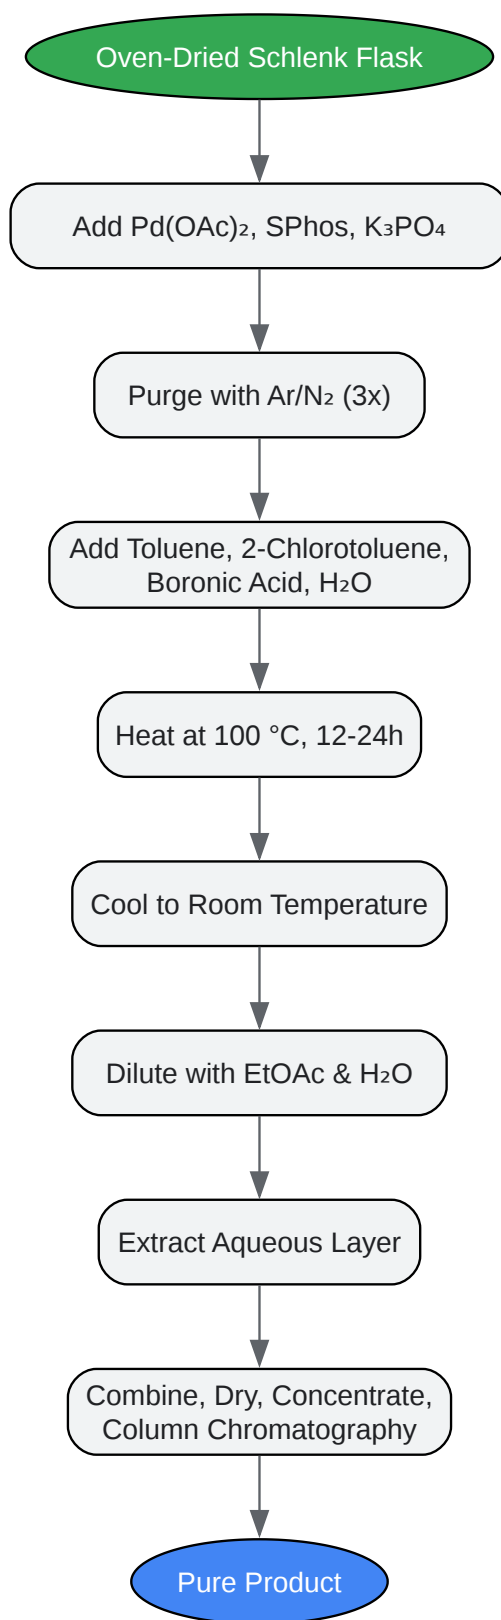 Oven-Dried Schlenk Flask
Add Pd(OAc)₂, SPhos, K₃PO₄
Purge with Ar/N₂ (3x)
Add Toluene, 2-Chlorotoluene,
Boronic Acid, H₂O
Heat at 100 °C, 12-24h
Cool to Room Temperature
Dilute with EtOAc & H₂O
Extract Aqueous Layer
Combine, Dry, Concentrate,
Column Chromatography
Pure Product